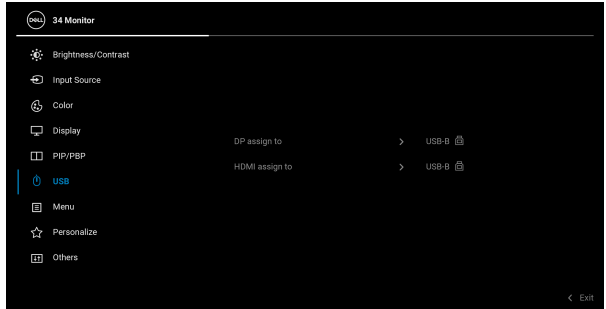 DELL 34 Monitor
Brightness/Contrast
Input Source
Color
Display
DP assign to USB-B
PIP/PBP
HDMI assign to USB-B
USB
Menu
Personalize
Others
Exit